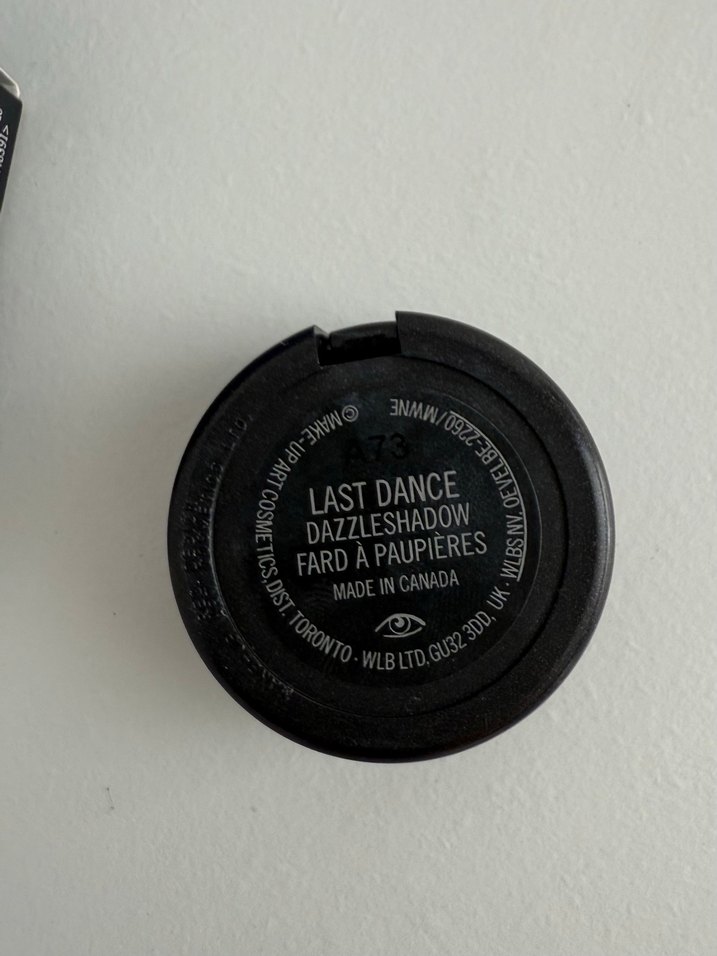 A73
LAST DANCE
DAZZLESHADOW
FARD À PAUPIÈRES
MADE IN CANADA
© MAKE-UP ART COSMETICS, DIST. TORONTO · WLB LTD, GU32 3DD, UK · WLBS NV, OEVEL BE-2260/MWNE